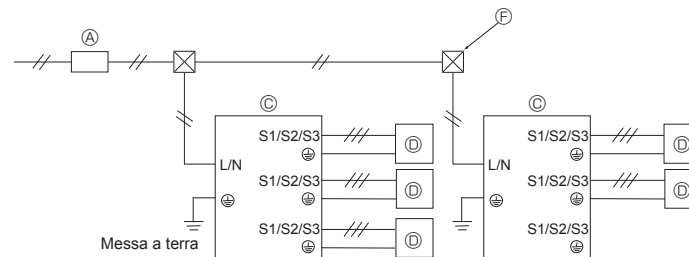 Ⓐ
Ⓕ
Ⓒ
Ⓒ
S1/S2/S3
Ⓓ
S1/S2/S3
Ⓓ
L/N
L/N
S1/S2/S3
Ⓓ
S1/S2/S3
Ⓓ
S1/S2/S3
Ⓓ
S1/S2/S3
Messa a terra